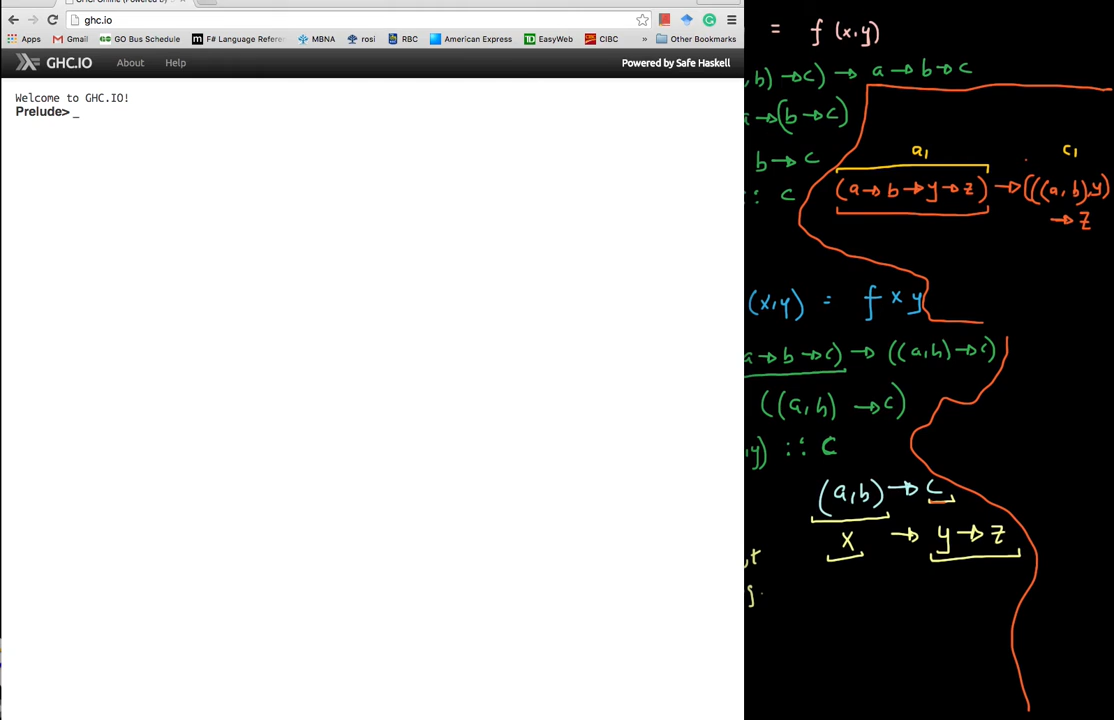 ghc.io
Apps Gmail GO Bus Schedule F# Language Refere MBNA rosi RBC American Express EasyWeb CIBC » Other Bookmarks
GHC.IO About Help Powered by Safe Haskell
Welcome to GHC.IO!
Prelude> _
= f (x,y)
,b) →c) → a → b → c
a →(b → c)
b → c
:: c
a₁ c₁
(a → b → y → z) → (((a,b),y)
→ z
(x,y) = f x y
a → b → c) → ((a,b) → c)
((a,b) → c)
,y) :: c
(a,b) → c
x → y → z